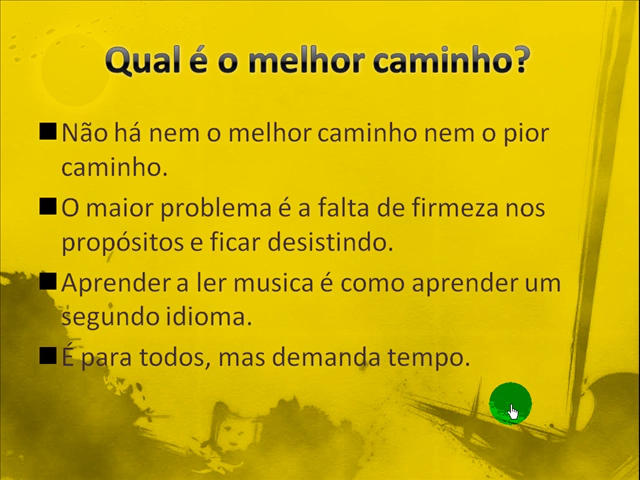 Qual é o melhor caminho?
Não há nem o melhor caminho nem o pior
caminho.
O maior problema é a falta de firmeza nos
propósitos e ficar desistindo.
Aprender a ler musica é como aprender um
segundo idioma.
É para todos, mas demanda tempo.